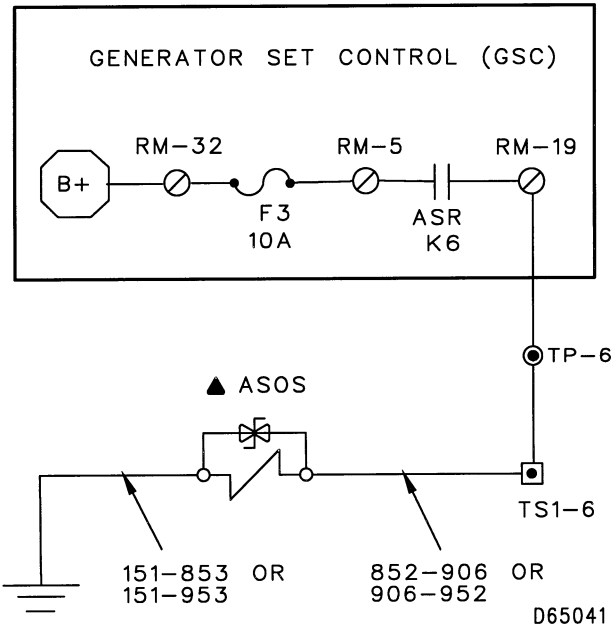 GENERATOR SET CONTROL (GSC)
RM-32
RM-5
RM-19
B+
F3
10A
ASR
K6
TP-6
▲ ASOS
TS1-6
151-853 OR
151-953
852-906 OR
906-952
D65041